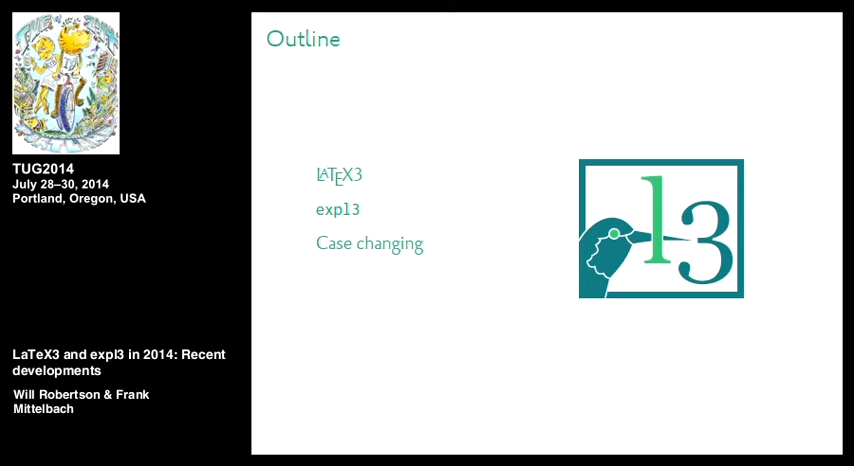 TUG2014
July 28–30, 2014
Portland, Oregon, USA
LaTeX3 and expl3 in 2014: Recent
developments
Will Robertson & Frank
Mittelbach
Outline
LATEX3
expl3
Case changing
l3